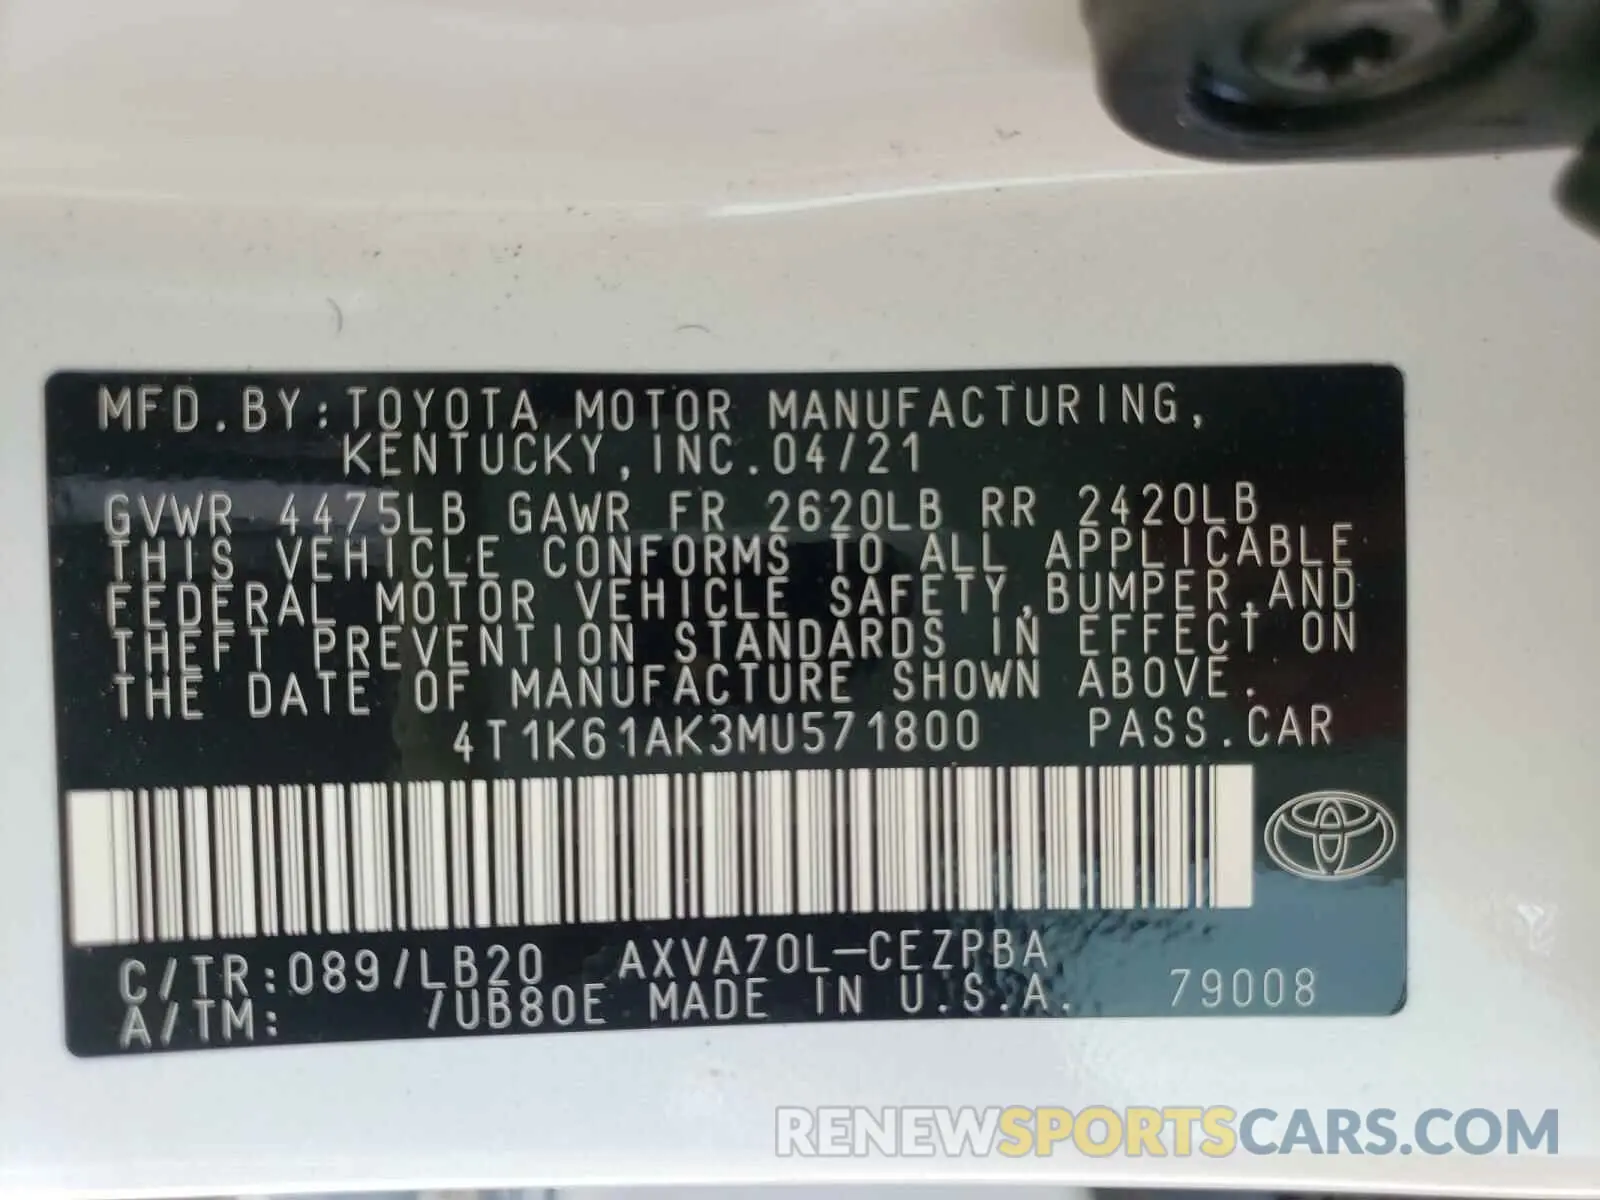 MFD.BY:TOYOTA MOTOR MANUFACTURING,
KENTUCKY,INC.04/21
GVWR 4475LB GAWR FR 2620LB RR 2420LB
THIS VEHICLE CONFORMS TO ALL APPLICABLE
FEDERAL MOTOR VEHICLE SAFETY,BUMPER,AND
THEFT PREVENTION STANDARDS IN EFFECT ON
THE DATE OF MANUFACTURE SHOWN ABOVE.
4T1K61AK3MU571800 PASS.CAR
C/TR:089/LB20 AXVA70L-CEZPBA
A/TM: /UB80E MADE IN U.S.A. 79008
RENEWSPORTSCARS.COM